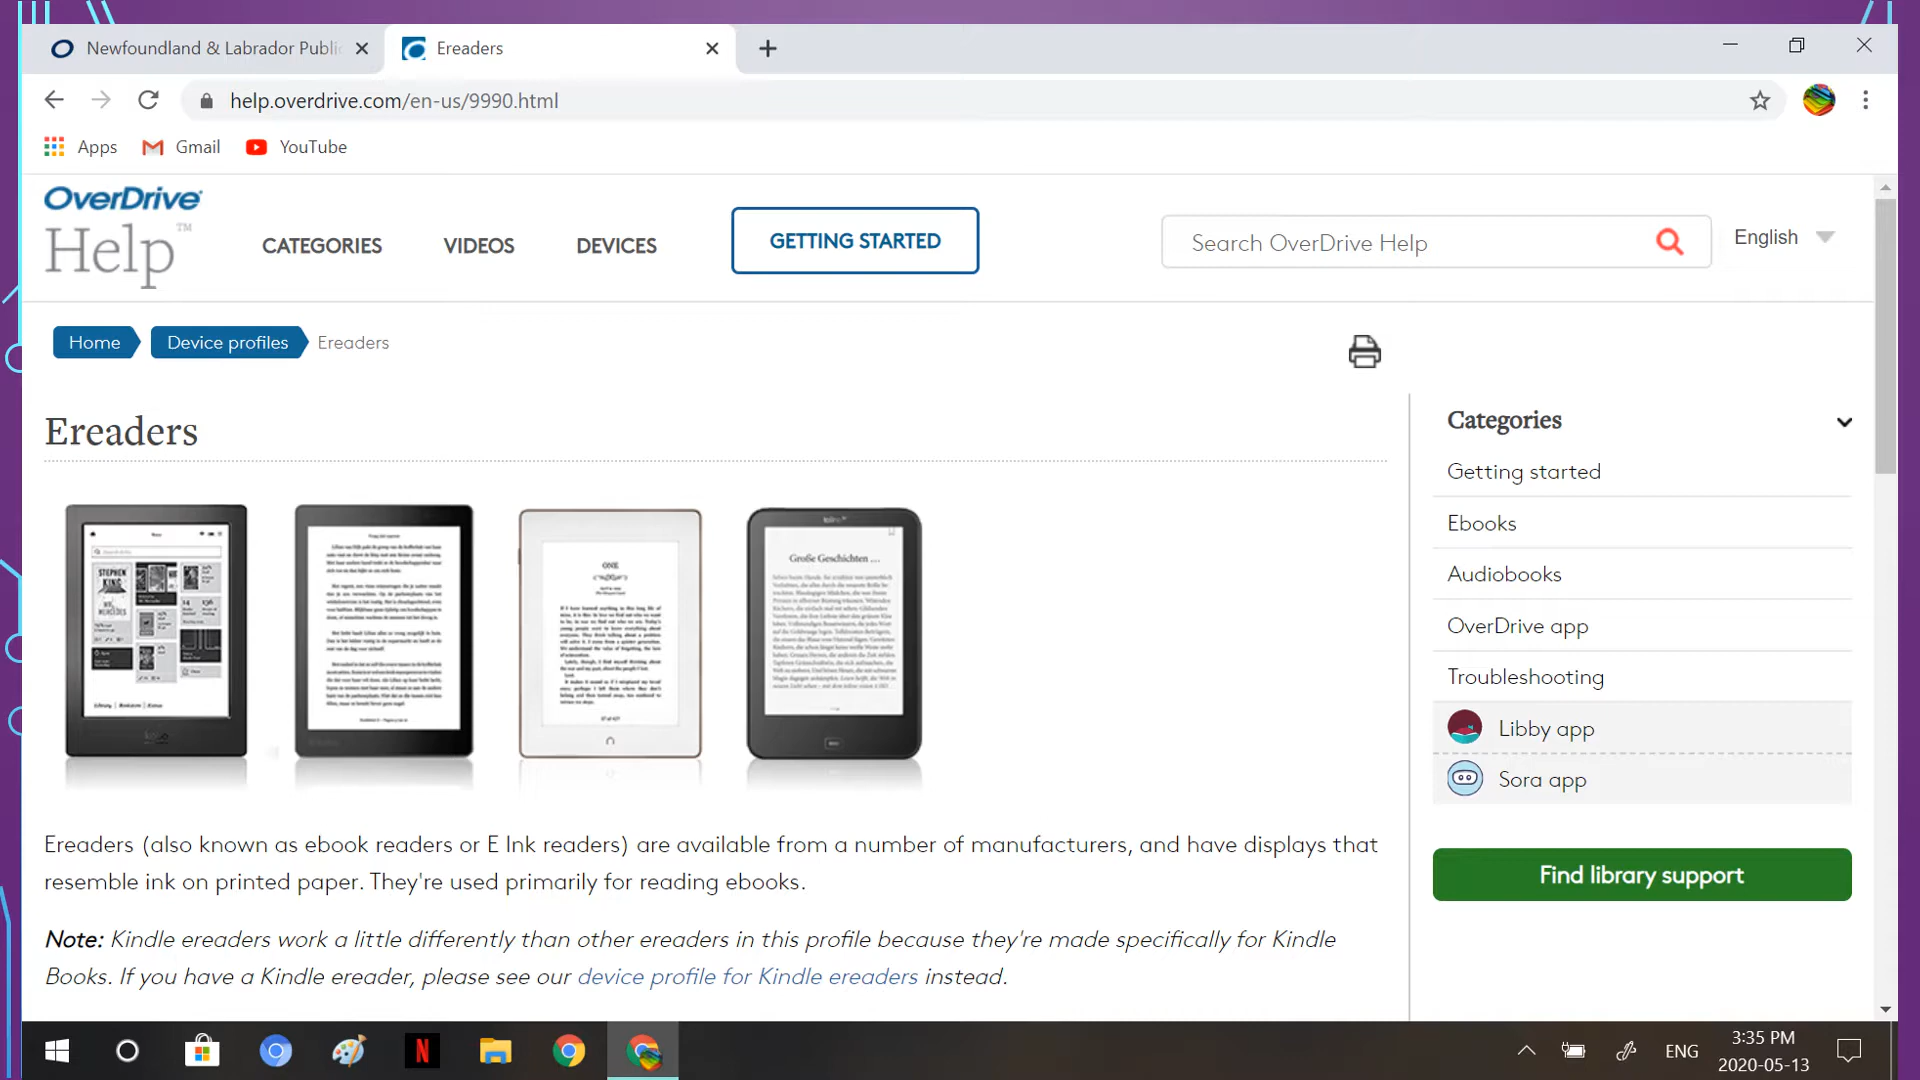 Newfoundland & Labrador Publi
Ereaders
help.overdrive.com/en-us/9990.html
Apps
Gmail
YouTube
OverDrive
Help™
CATEGORIES
VIDEOS
DEVICES
GETTING STARTED
Search OverDrive Help
English
Home
Device profiles
Ereaders
Ereaders
STEPHEN
KING
ONE
Große Geschichten ....
Ereaders (also known as ebook readers or E Ink readers) are available from a number of manufacturers, and have displays that
resemble ink on printed paper. They're used primarily for reading ebooks.
Note: Kindle ereaders work a little differently than other ereaders in this profile because they're made specifically for Kindle
Books. If you have a Kindle ereader, please see our device profile for Kindle ereaders instead.
Categories
Getting started
Ebooks
Audiobooks
OverDrive app
Troubleshooting
Libby app
Sora app
Find library support
N
ENG
3:35 PM
2020-05-13